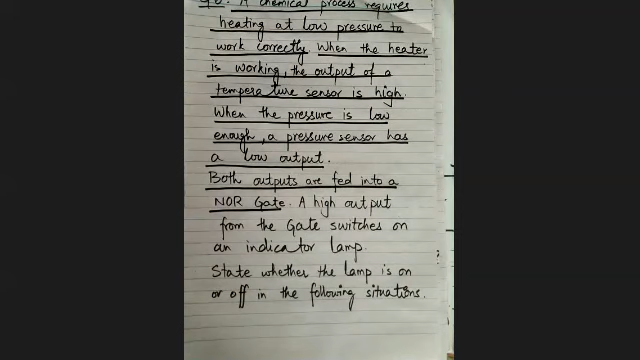 A chemical process requires
heating at low pressure to
work correctly. When the heater
is working, the output of a
temperature sensor is high.
When the pressure is low
enough, a pressure sensor has
a low output.
Both outputs are fed into a
NOR Gate. A high output
from the Gate switches on
an indicator lamp.
State whether the lamp is on
or off in the following situations.